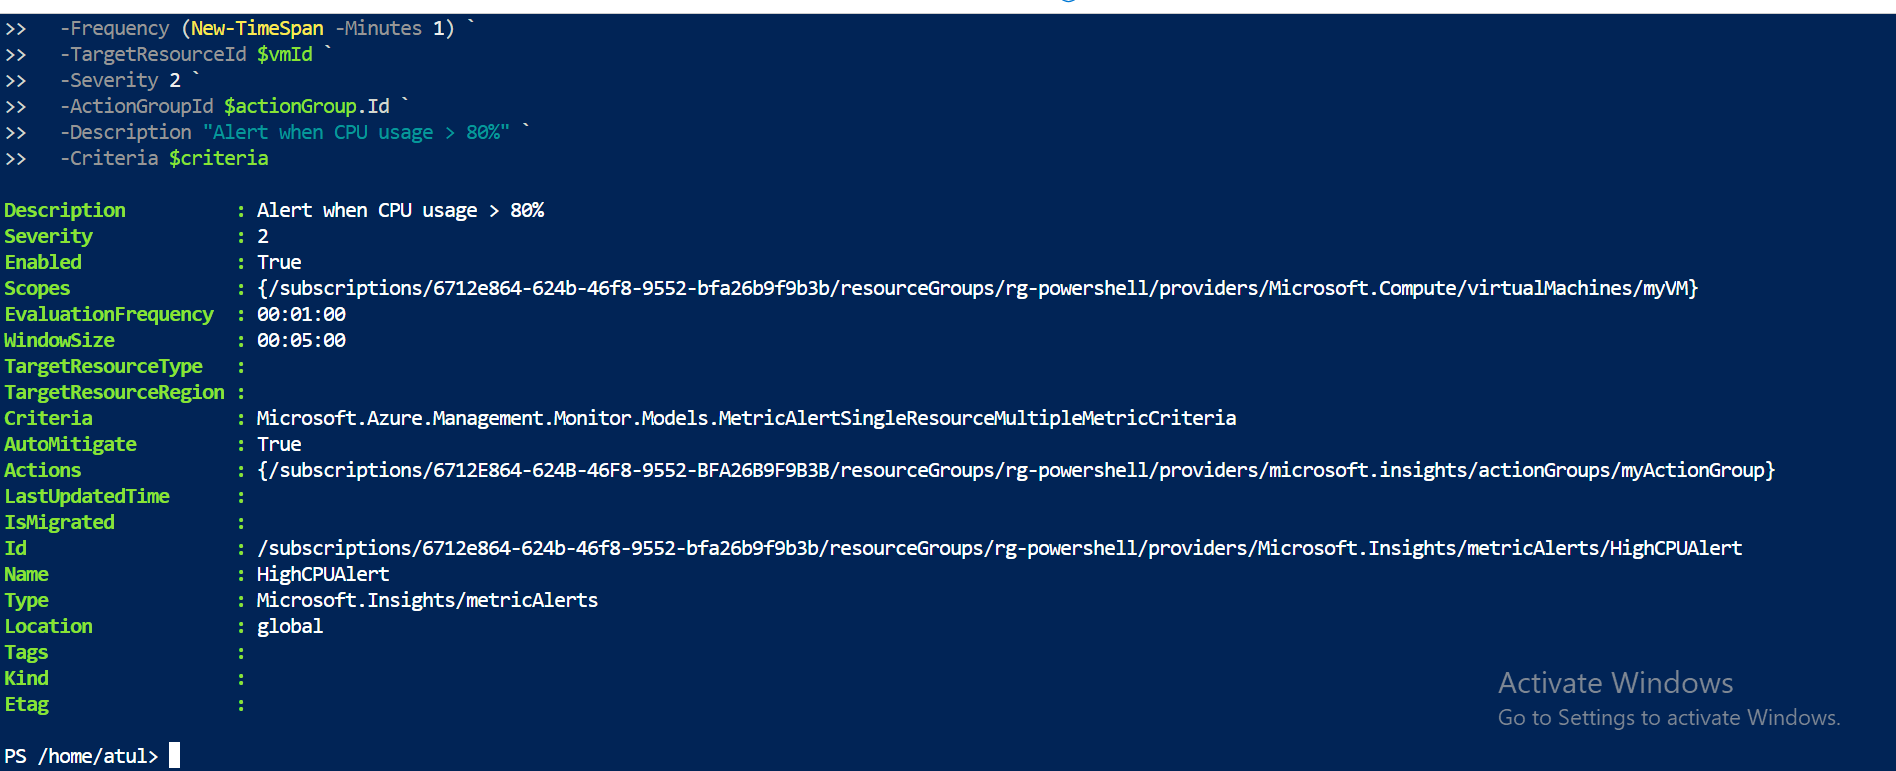 >>   -Frequency (New-TimeSpan -Minutes 1) `
>>   -TargetResourceId $vmId `
>>   -Severity 2 `
>>   -ActionGroupId $actionGroup.Id `
>>   -Description "Alert when CPU usage > 80%" `
>>   -Criteria $criteria
Description          : Alert when CPU usage > 80%
Severity             : 2
Enabled              : True
Scopes               : {/subscriptions/6712e864-624b-46f8-9552-bfa26b9f9b3b/resourceGroups/rg-powershell/providers/Microsoft.Compute/virtualMachines/myVM}
EvaluationFrequency  : 00:01:00
WindowSize           : 00:05:00
TargetResourceType   :
TargetResourceRegion :
Criteria             : Microsoft.Azure.Management.Monitor.Models.MetricAlertSingleResourceMultipleMetricCriteria
AutoMitigate         : True
Actions              : {/subscriptions/6712E864-624B-46F8-9552-BFA26B9F9B3B/resourceGroups/rg-powershell/providers/microsoft.insights/actionGroups/myActionGroup}
LastUpdatedTime      :
IsMigrated           :
Id                   : /subscriptions/6712e864-624b-46f8-9552-bfa26b9f9b3b/resourceGroups/rg-powershell/providers/Microsoft.Insights/metricAlerts/HighCPUAlert
Name                 : HighCPUAlert
Type                 : Microsoft.Insights/metricAlerts
Location             : global
Tags                 :
Kind                 :
Etag                 :
Activate Windows
Go to Settings to activate Windows.
PS /home/atul>